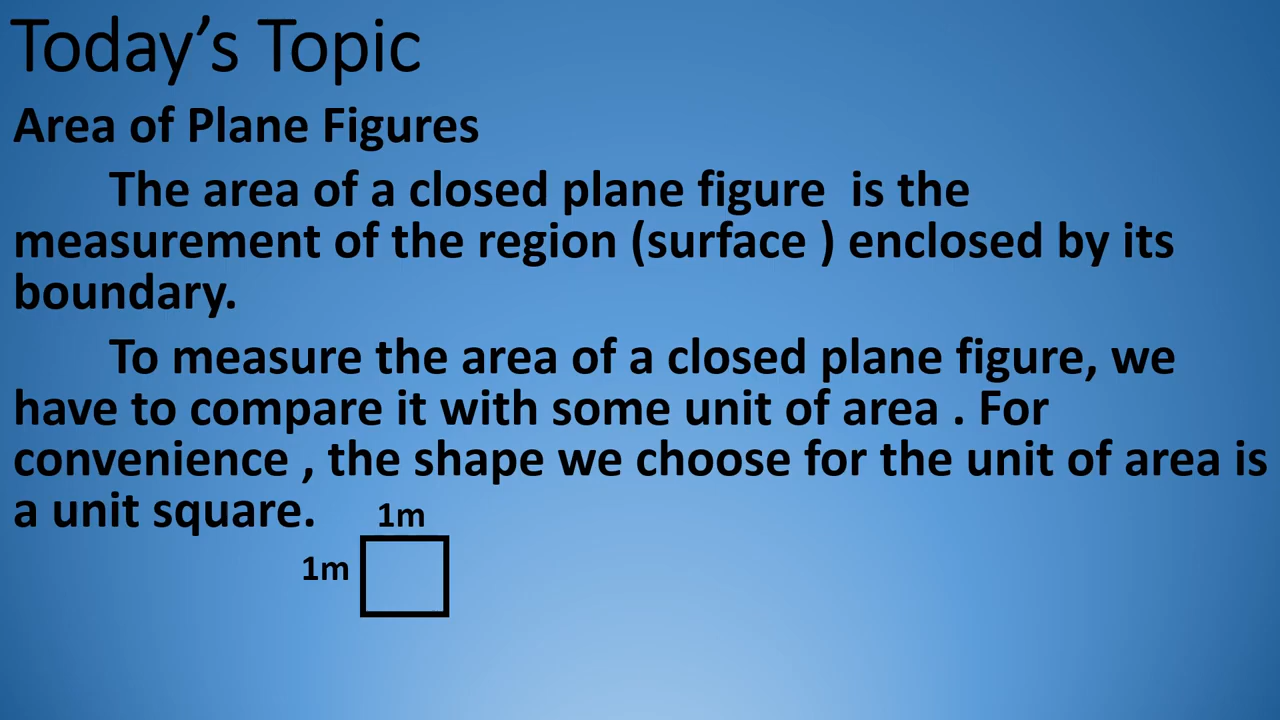 Today’s Topic
Area of Plane Figures
The area of a closed plane figure  is the
measurement of the region (surface ) enclosed by its
boundary.
To measure the area of a closed plane figure, we
have to compare it with some unit of area . For
convenience , the shape we choose for the unit of area is
a unit square.
1m
1m